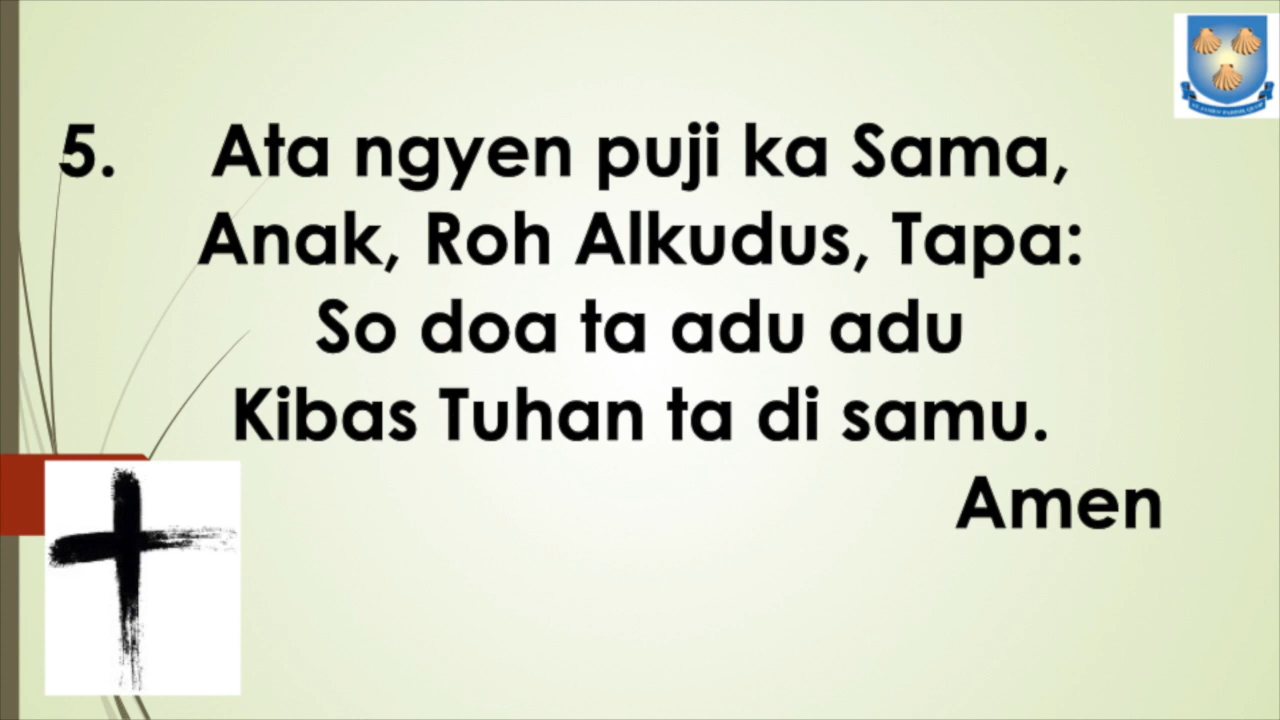 5. Ata ngyen puji ka Sama,
Anak, Roh Alkudus, Tapa:
So doa ta adu adu
Kibas Tuhan ta di samu.
Amen